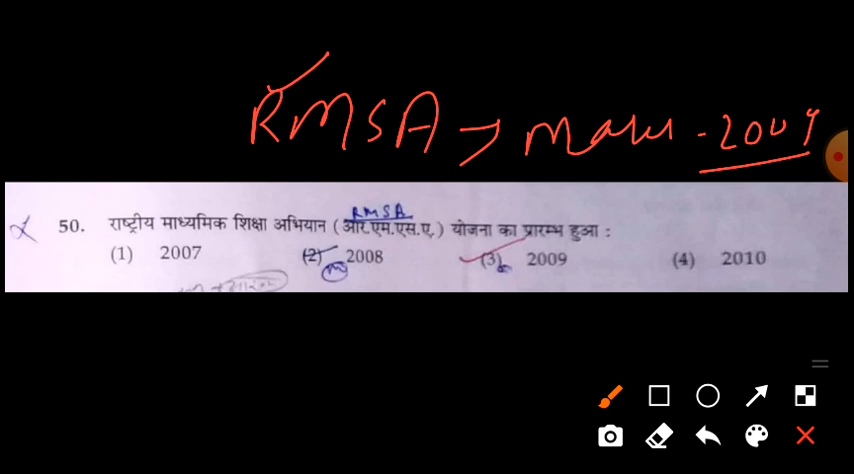 RMSA → March - 2009
RMSA
50. राष्ट्रीय माध्यमिक शिक्षा अभियान (आर.एम.एस.ए.) योजना का प्रारम्भ हुआ :
(1) 2007 (2) 2008 (3) 2009 (4) 2010